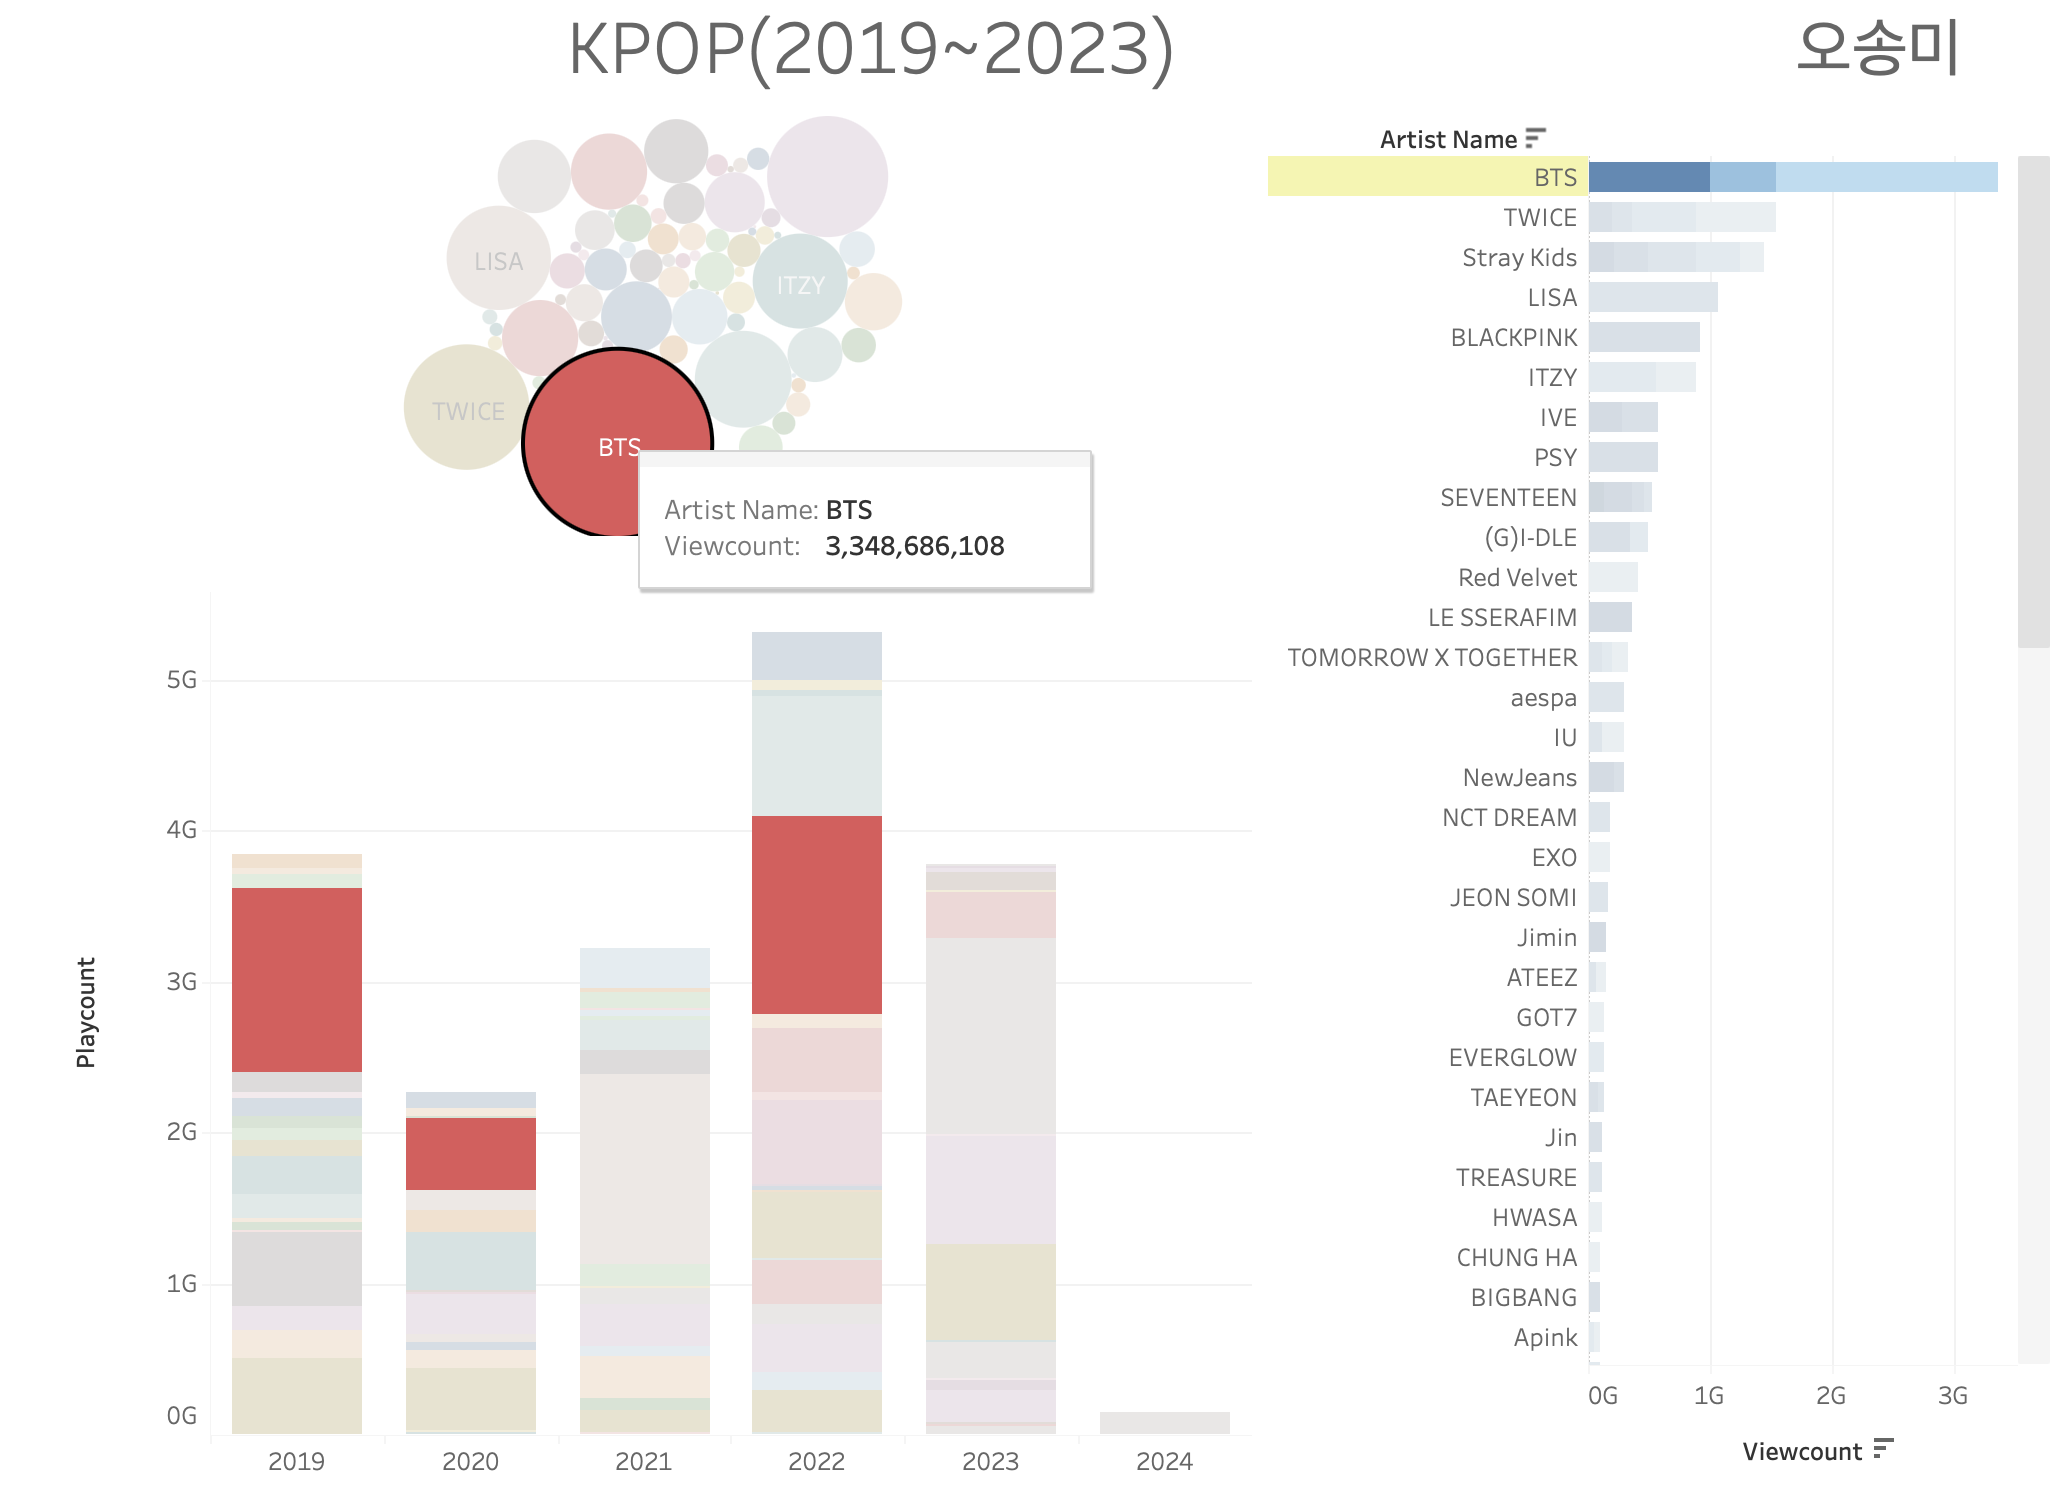 KPOP(2019~2023)
오송미
LISA
ITZY
TWICE
BTS
Artist Name: BTS
Viewcount: 3,348,686,108
5G
4G
3G
2G
1G
0G
Playcount
2019
2020
2021
2022
2023
2024
Artist Name
BTS
TWICE
Stray Kids
LISA
BLACKPINK
ITZY
IVE
PSY
SEVENTEEN
(G)I-DLE
Red Velvet
LE SSERAFIM
TOMORROW X TOGETHER
aespa
IU
NewJeans
NCT DREAM
EXO
JEON SOMI
Jimin
ATEEZ
GOT7
EVERGLOW
TAEYEON
Jin
TREASURE
HWASA
CHUNG HA
BIGBANG
Apink
0G
1G
2G
3G
Viewcount